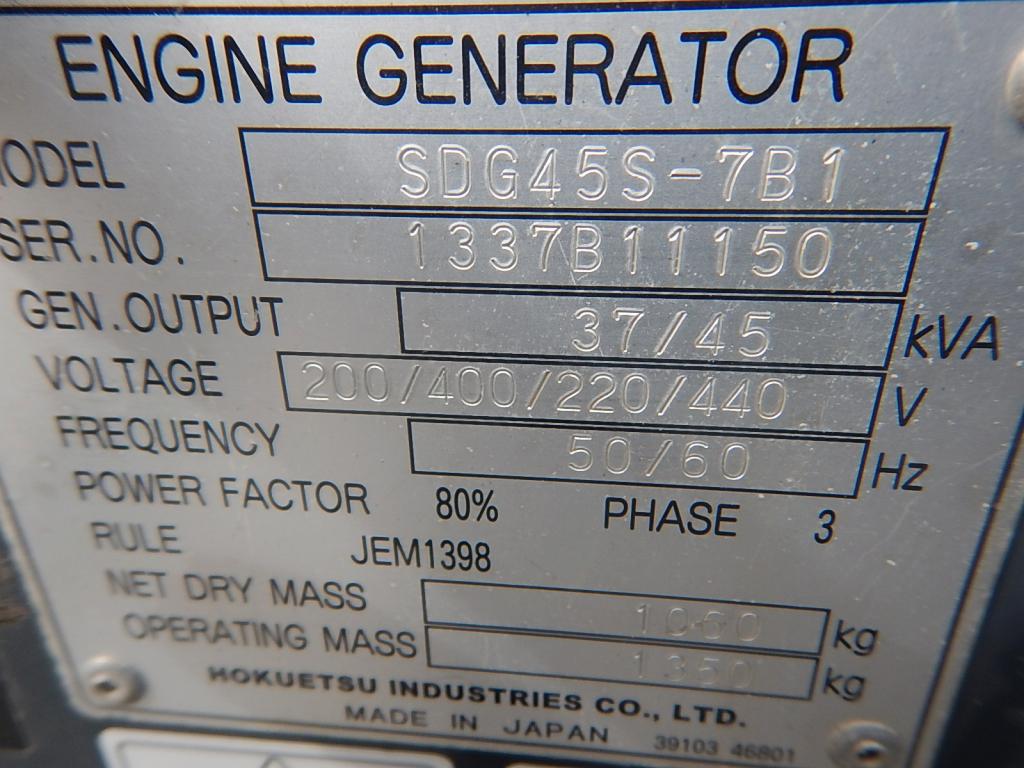 ENGINE GENERATOR
MODEL SDG45S-7B1
SER.NO. 1337B11150
GEN.OUTPUT 37/45 kVA
VOLTAGE 200/400/220/440 V
FREQUENCY 50/60 Hz
POWER FACTOR 80% PHASE 3
RULE JEM1398
NET DRY MASS 1060 kg
OPERATING MASS 1350 kg
HOKUETSU INDUSTRIES CO., LTD.
MADE IN JAPAN 39103 46801